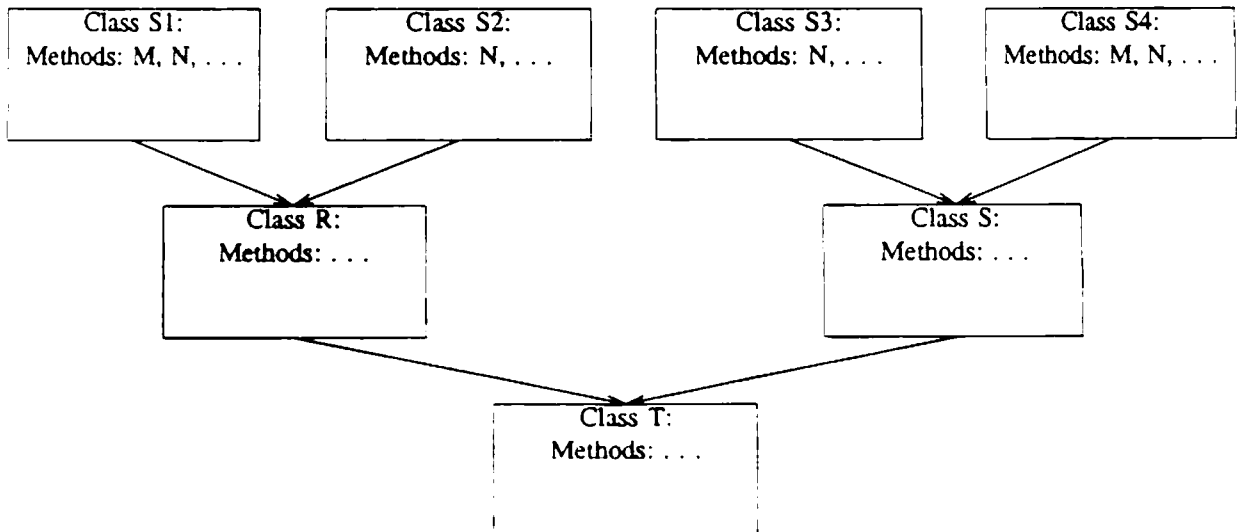 Class S1:
Methods: M, N, . . .
Class S2:
Methods: N, . . .
Class S3:
Methods: N, . . .
Class S4:
Methods: M, N, . . .
Class R:
Methods: . . .
Class S:
Methods: . . .
Class T:
Methods: . . .